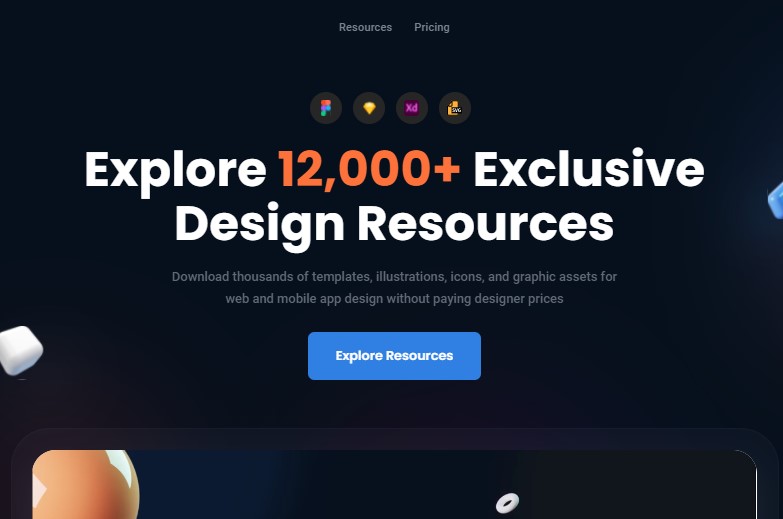 Resources Pricing
Xd SVG
Explore 12,000+ Exclusive
Design Resources
Download thousands of templates, illustrations, icons, and graphic assets for
web and mobile app design without paying designer prices
Explore Resources